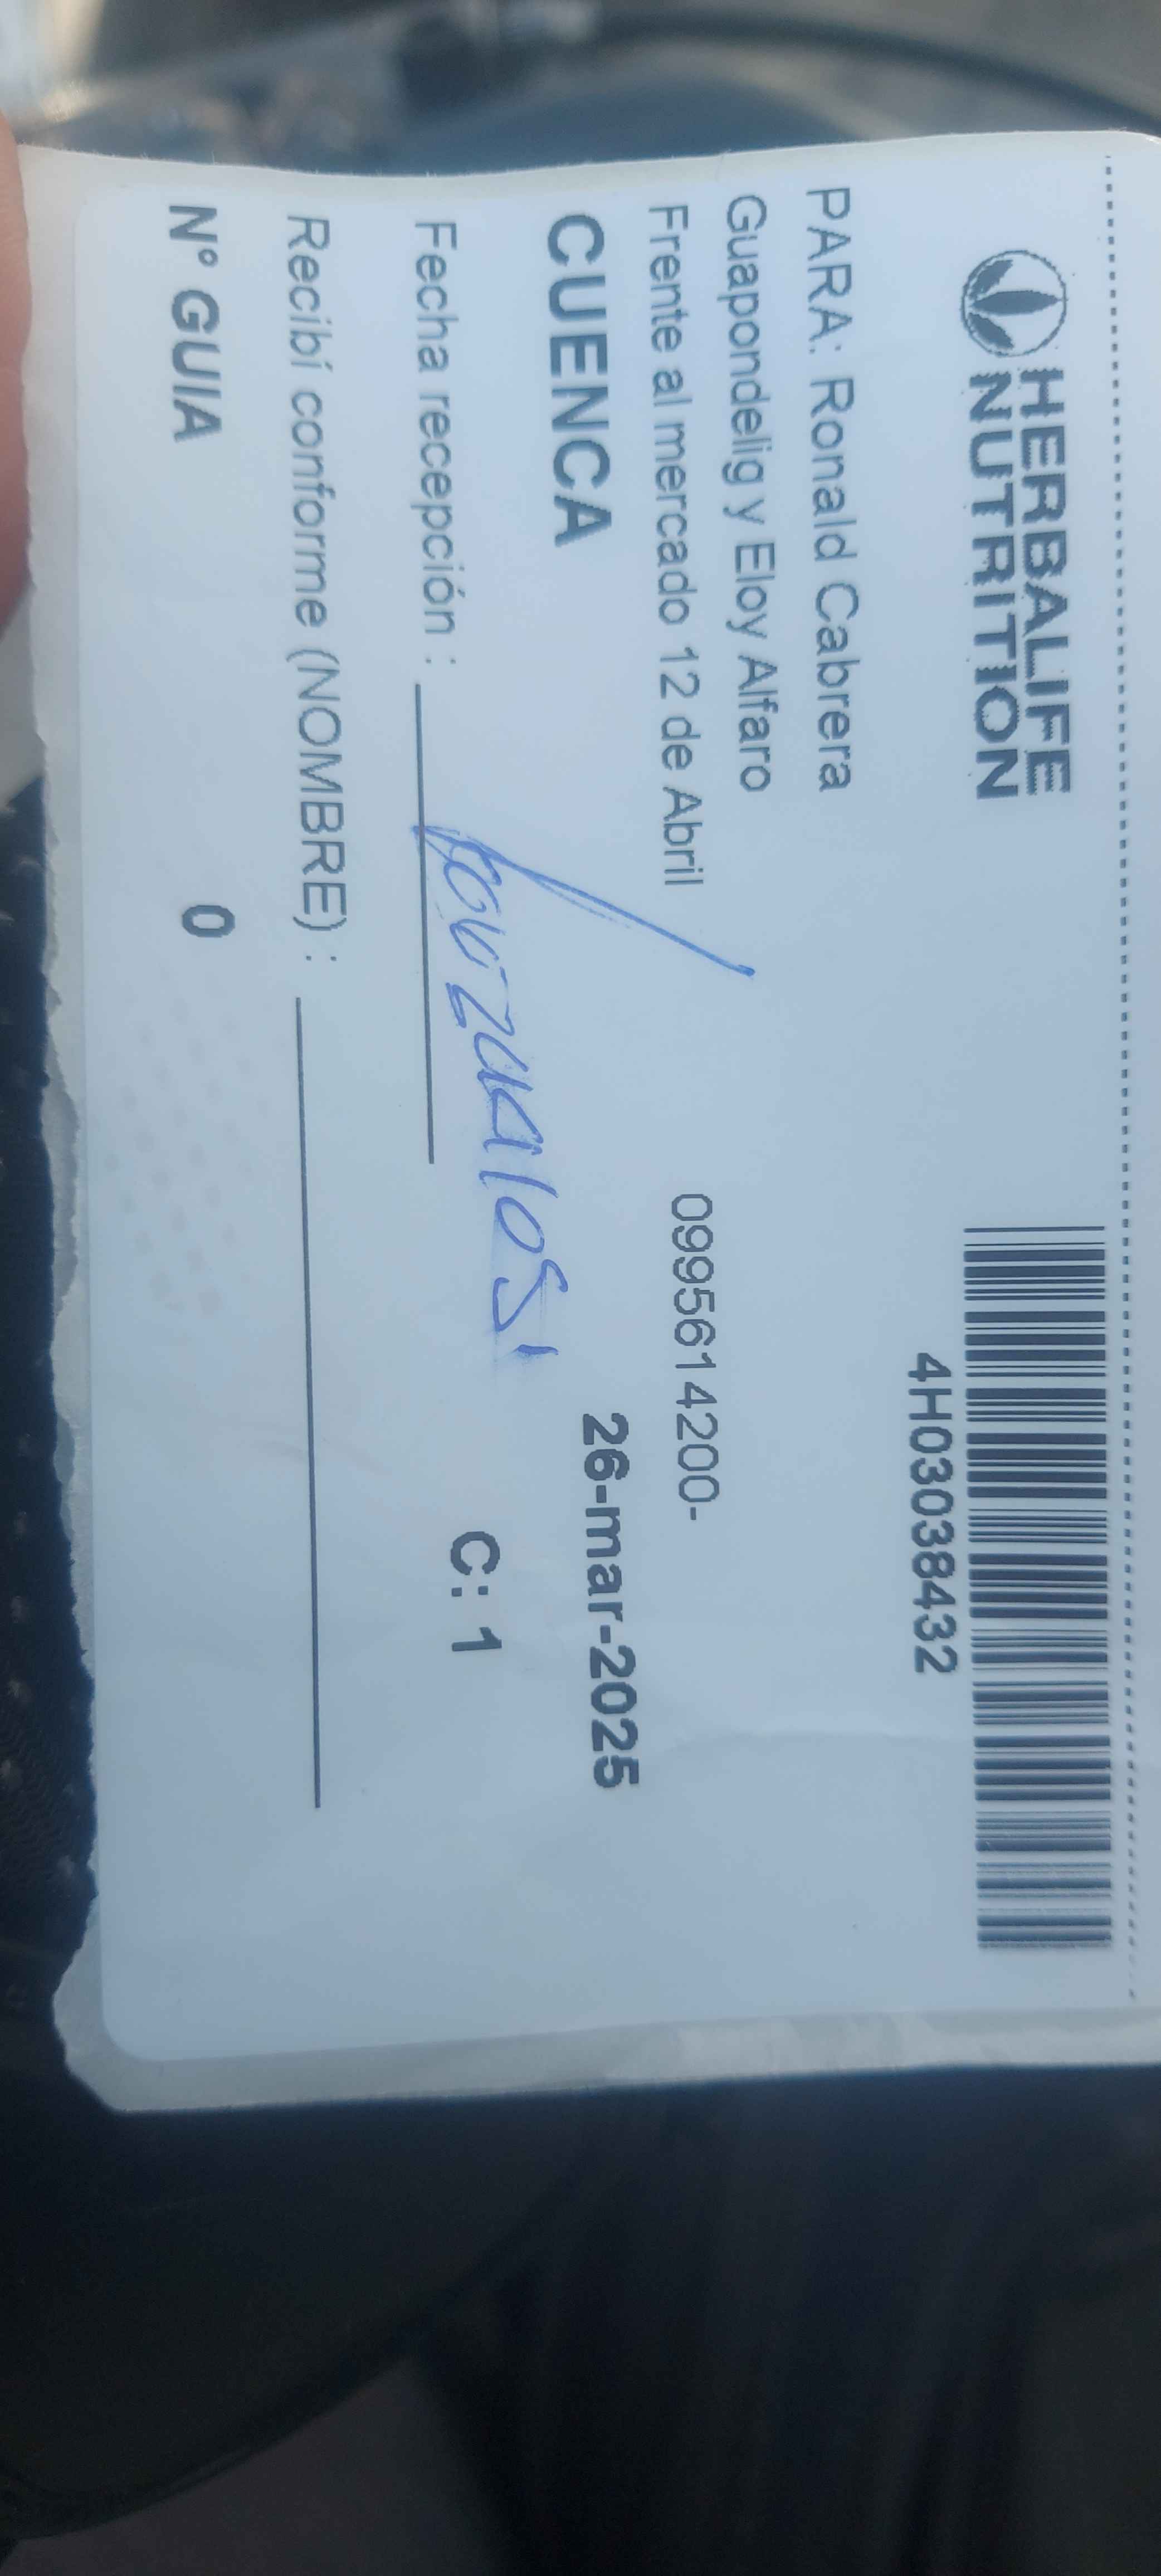 HERBALIFE
NUTRITION
4H03038432
PARA: Ronald Cabrera
Guapondelig y Eloy Alfaro
Frente al mercado 12 de Abril
0995614200-
CUENCA
26-mar-2025
Fecha recepción :
C: 1
Recibí conforme (NOMBRE) :
N° GUIA 0